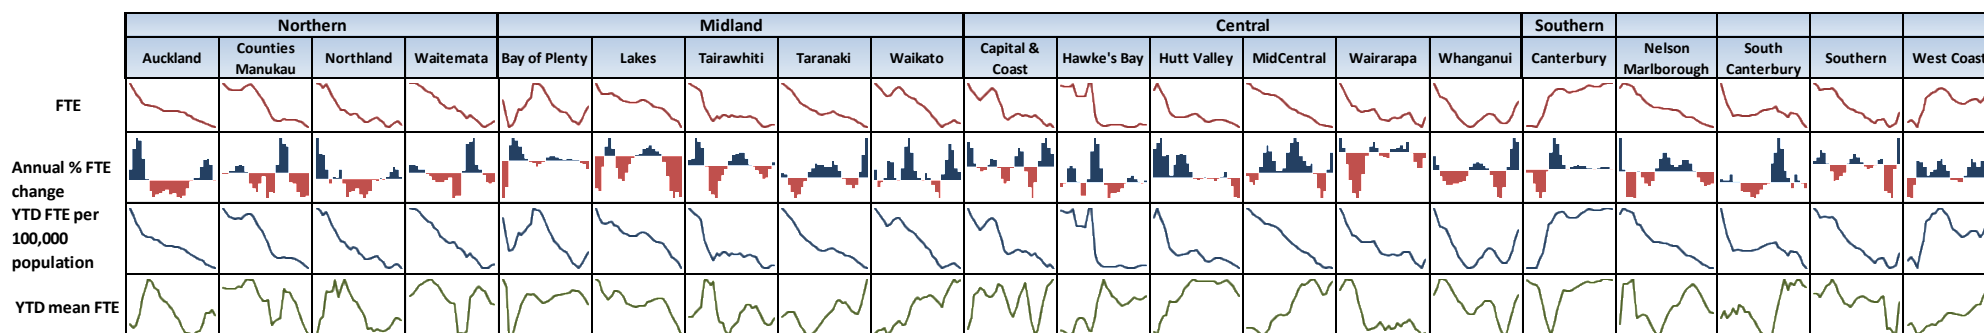 Northern Midland Central Southern
Auckland Counties Manukau Northland Waitemata Bay of Plenty Lakes Tairawhiti Taranaki Waikato Capital & Coast Hawke's Bay Hutt Valley MidCentral Wairarapa Whanganui Canterbury Nelson Marlborough South Canterbury Southern West Coast
FTE
Annual % FTE
change
YTD FTE per
100,000
population
YTD mean FTE